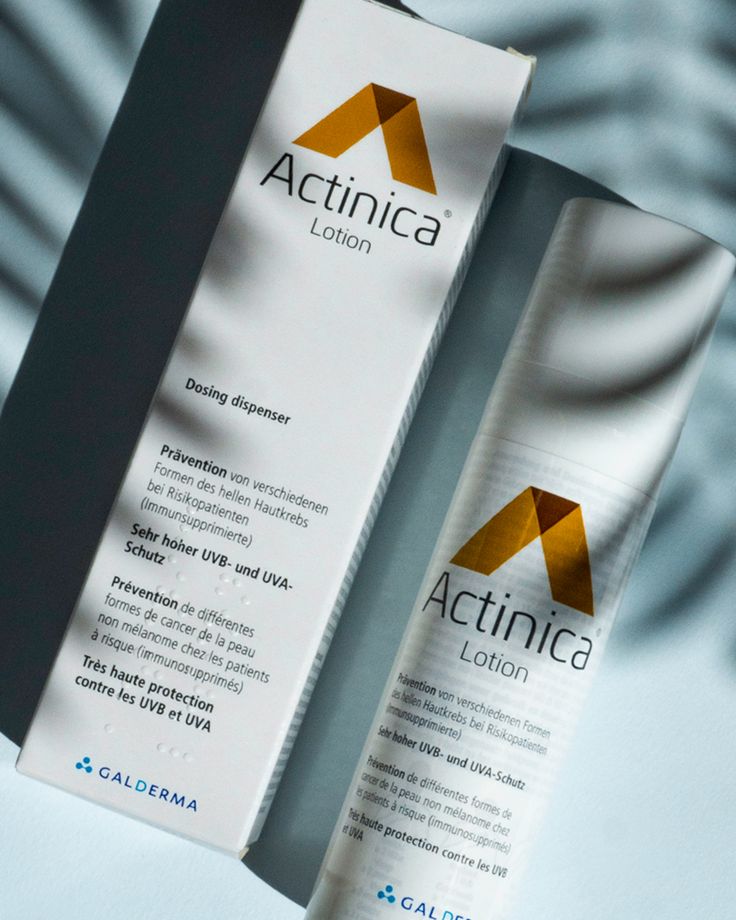 Actinica®
Lotion
Dosing dispenser
Prävention von verschiedenen
Formen des hellen Hautkrebs
bei Risikopatienten
(Immunsupprimierte)
Sehr hoher UVB- und UVA-
Schutz
Prévention de différentes
formes de cancer de la peau
non mélanome chez les patients
à risque (immunosupprimés)
Très haute protection
contre les UVB et UVA
GALDERMA
Actinica®
Lotion
Prävention von verschiedenen Formen
des hellen Hautkrebs bei Risikopatienten
(Immunsupprimierte)
Sehr hoher UVB- und UVA-Schutz
Prévention de différentes formes de
cancer de la peau non mélanome chez
les patients à risque (immunosupprimés)
Très haute protection contre les UVB
et UVA
GALDERMA